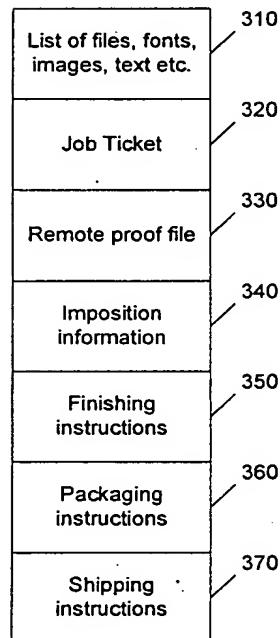 310
List of files, fonts,
images, text etc.
320
Job Ticket
330
Remote proof file
340
Imposition
information
350
Finishing
instructions
360
Packaging
instructions
370
Shipping
instructions